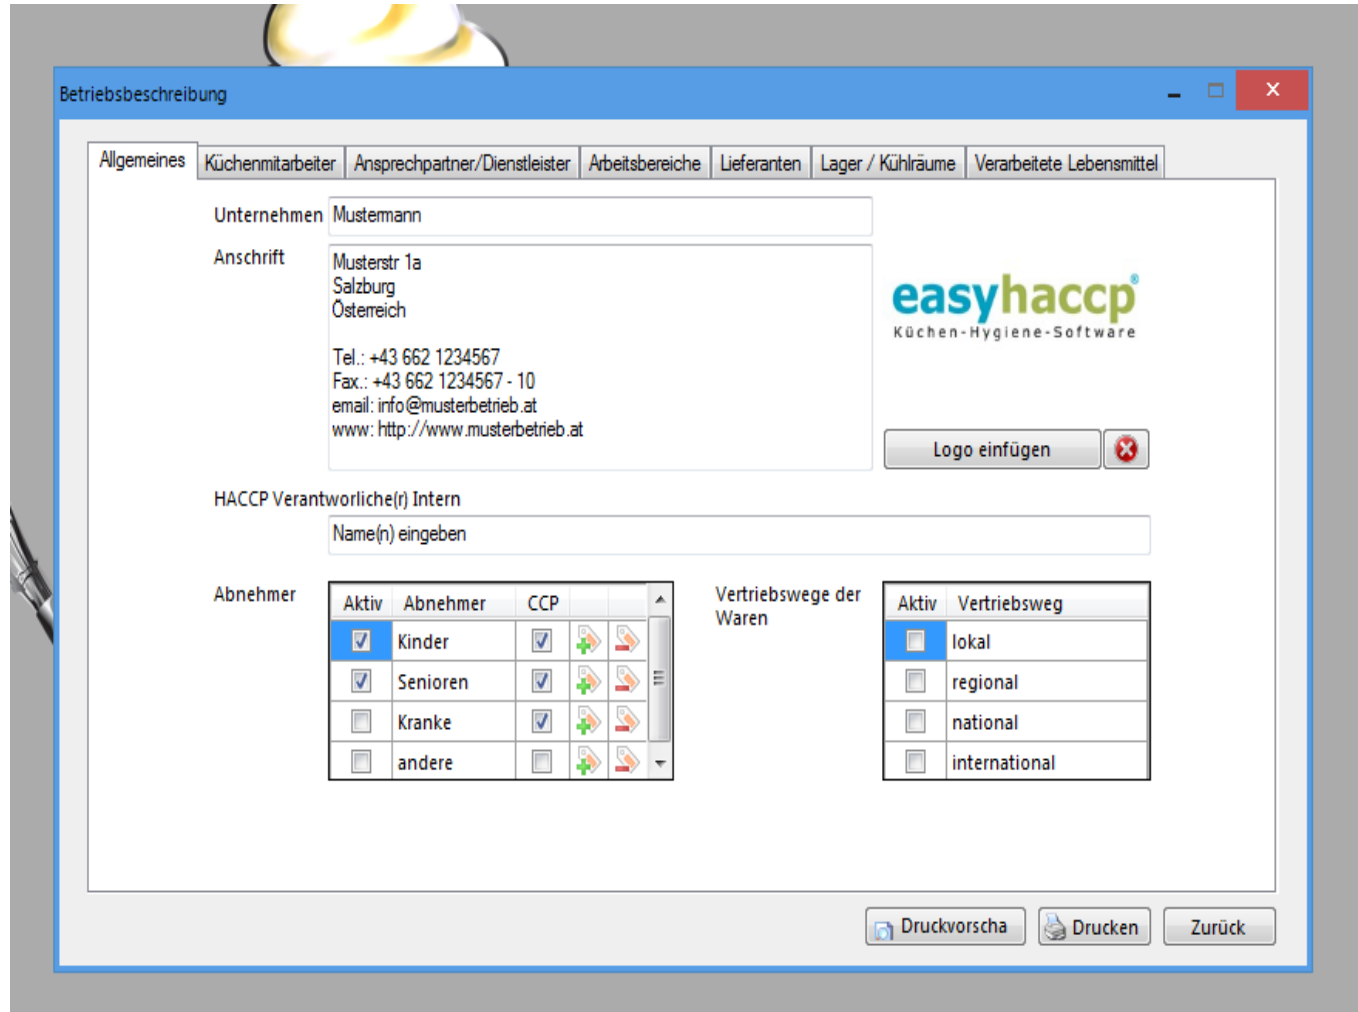 Betriebsbeschreibung
Allgemeines Küchenmitarbeiter Ansprechpartner/Dienstleister Arbeitsbereiche Lieferanten Lager / Kühlräume Verarbeitete Lebensmittel
Unternehmen Mustermann
Anschrift
Musterstr 1a
Salzburg
Österreich
Tel.: +43 662 1234567
Fax.: +43 662 1234567 - 10
email: info@musterbetrieb.at
www: http://www.musterbetrieb.at
easyhaccp®
Küchen-Hygiene-Software
Logo einfügen
HACCP Verantworliche(r) Intern
Name(n) eingeben
Abnehmer
Aktiv Abnehmer CCP
Kinder
Senioren
Kranke
andere
Vertriebswege der
Waren
Aktiv Vertriebsweg
lokal
regional
national
international
Druckvorscha Drucken Zurück